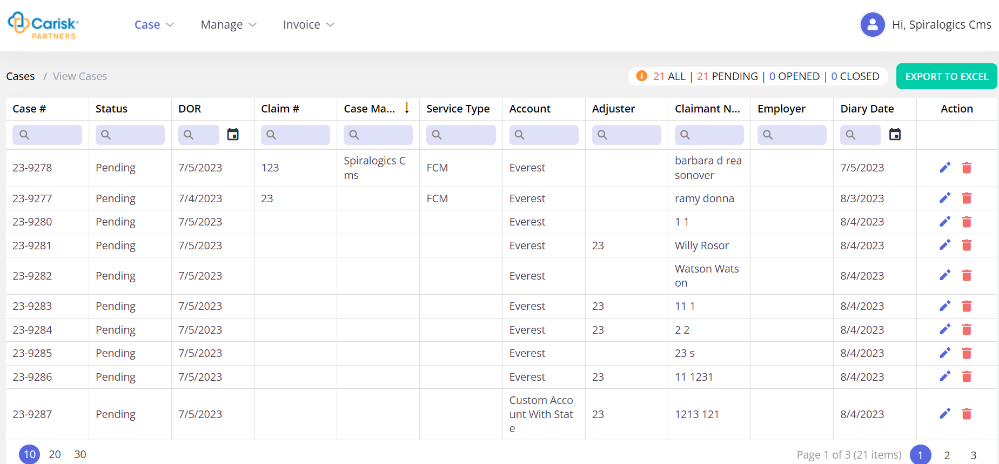 Carisk®
PARTNERS
Case
Manage
Invoice
Hi, Spiralogics Cms
Cases / View Cases
21 ALL | 21 PENDING | 0 OPENED | 0 CLOSED
EXPORT TO EXCEL
Case # Status DOR Claim # Case Ma... Service Type Account Adjuster Claimant N... Employer Diary Date Action
23-9278 Pending 7/5/2023 123 Spiralogics C
ms FCM Everest barbara d rea
sonover 7/5/2023
23-9277 Pending 7/4/2023 23 FCM Everest ramy donna 8/3/2023
23-9280 Pending 7/5/2023 Everest 1 1 8/4/2023
23-9281 Pending 7/5/2023 Everest 23 Willy Rosor 8/4/2023
23-9282 Pending 7/5/2023 Everest Watson Wats
on 8/4/2023
23-9283 Pending 7/5/2023 Everest 23 11 1 8/4/2023
23-9284 Pending 7/5/2023 Everest 23 2 2 8/4/2023
23-9285 Pending 7/5/2023 Everest 23 s 8/4/2023
23-9286 Pending 7/5/2023 Everest 23 11 1231 8/4/2023
23-9287 Pending 7/5/2023 Custom Acco
unt With Stat
e 23 1213 121 8/4/2023
10 20 30
Page 1 of 3 (21 items) 1 2 3